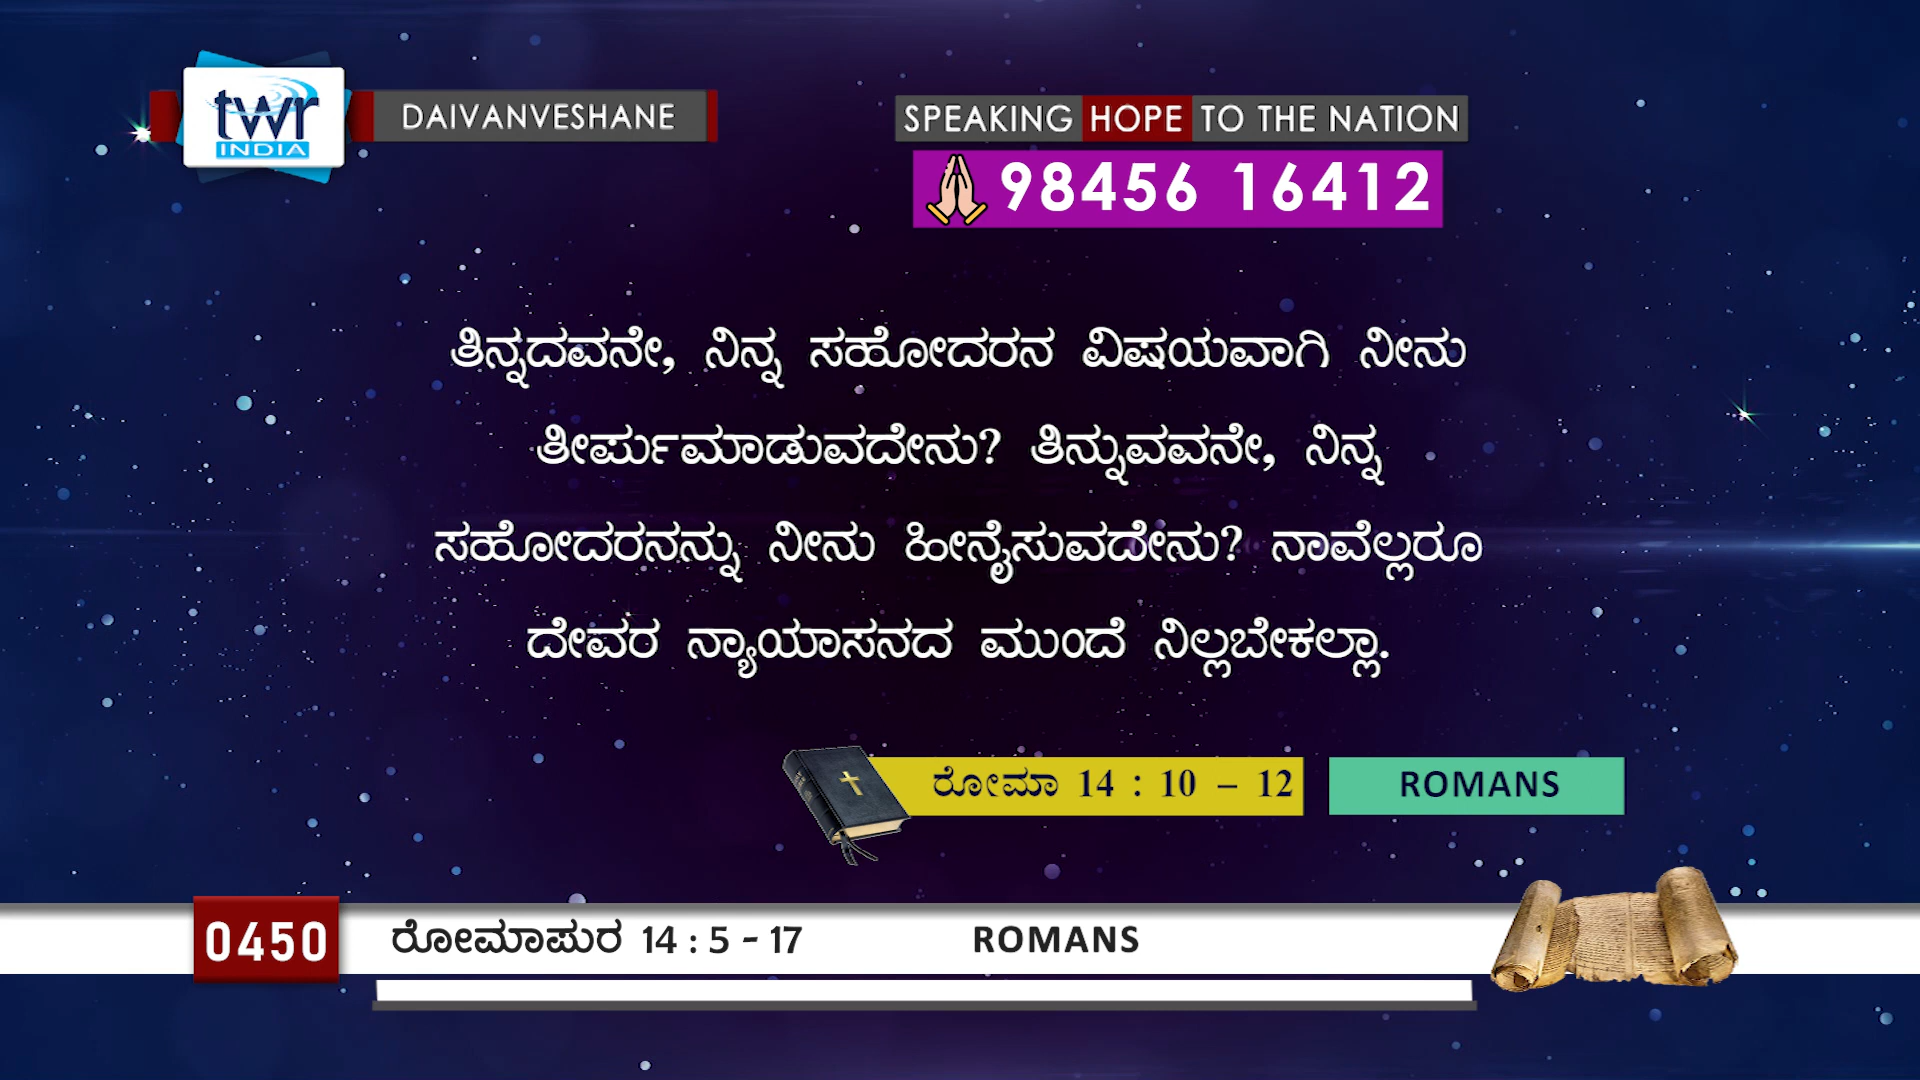 twr
INDIA
DAIVANVESHANE
SPEAKING HOPE TO THE NATION
98456 16412
ತಿನ್ನದವನೇ, ನಿನ್ನ ಸಹೋದರನ ವಿಷಯವಾಗಿ ನೀನು
ತೀರ್ಪುಮಾಡುವದೇನು? ತಿನ್ನುವವನೇ, ನಿನ್ನ
ಸಹೋದರನನ್ನು ನೀನು ಹೀನೈಸುವದೇನು? ನಾವೆಲ್ಲರೂ
ದೇವರ ನ್ಯಾಯಾಸನದ ಮುಂದೆ ನಿಲ್ಲಬೇಕಲ್ಲಾ.
ರೋಮಾ 14 : 10 – 12
ROMANS
0450
ರೋಮಾಪುರ 14 : 5 - 17
ROMANS